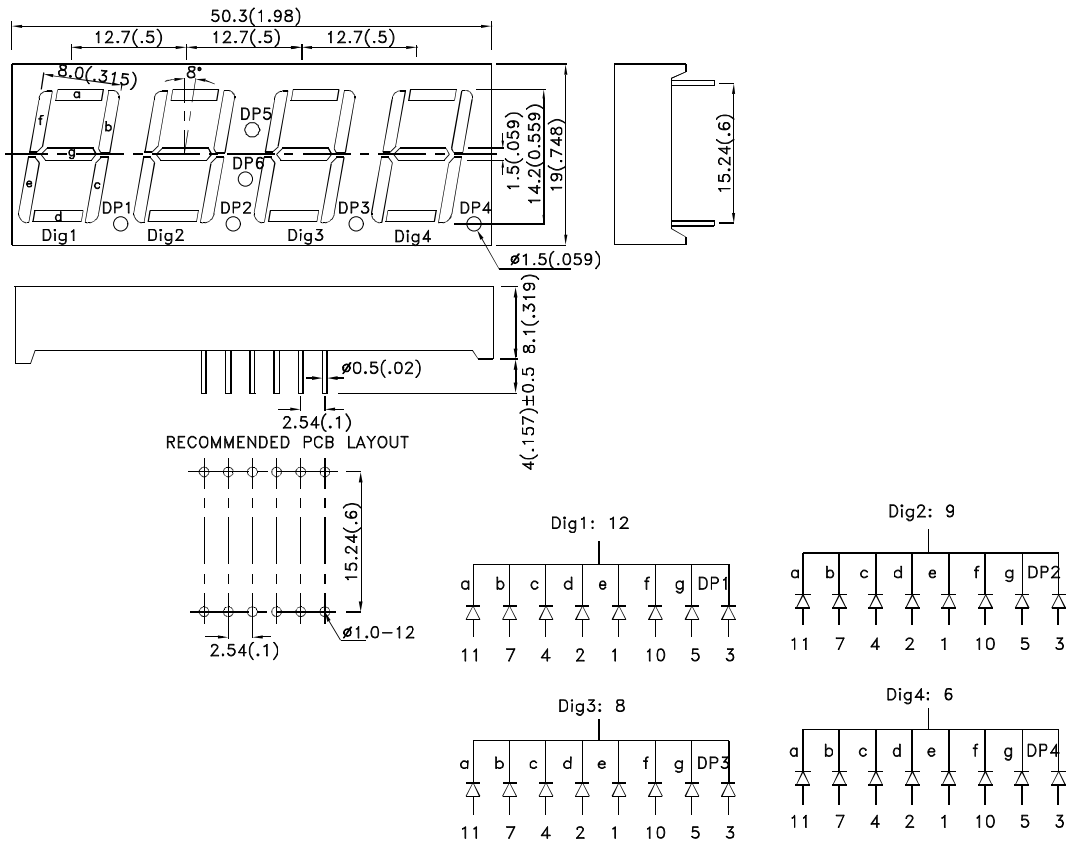 50.3(1.98)
12.7(.5) 12.7(.5) 12.7(.5)
8.0(.315) 8°
a
f b
g
e c
d
DP5
DP6
DP1 DP2 DP3 DP4
Dig1 Dig2 Dig3 Dig4
1.5(.059)
14.2(0.559)
19(.748)
ø1.5(.059)
15.24(.6)
8.1(.319)
4(.157)±0.5
ø0.5(.02)
2.54(.1)
RECOMMENDED PCB LAYOUT
15.24(.6)
ø1.0-12
2.54(.1)
Dig1: 12
a b c d e f g DP1
11 7 4 2 1 10 5 3
Dig2: 9
a b c d e f g DP2
11 7 4 2 1 10 5 3
Dig3: 8
a b c d e f g DP3
11 7 4 2 1 10 5 3
Dig4: 6
a b c d e f g DP4
11 7 4 2 1 10 5 3